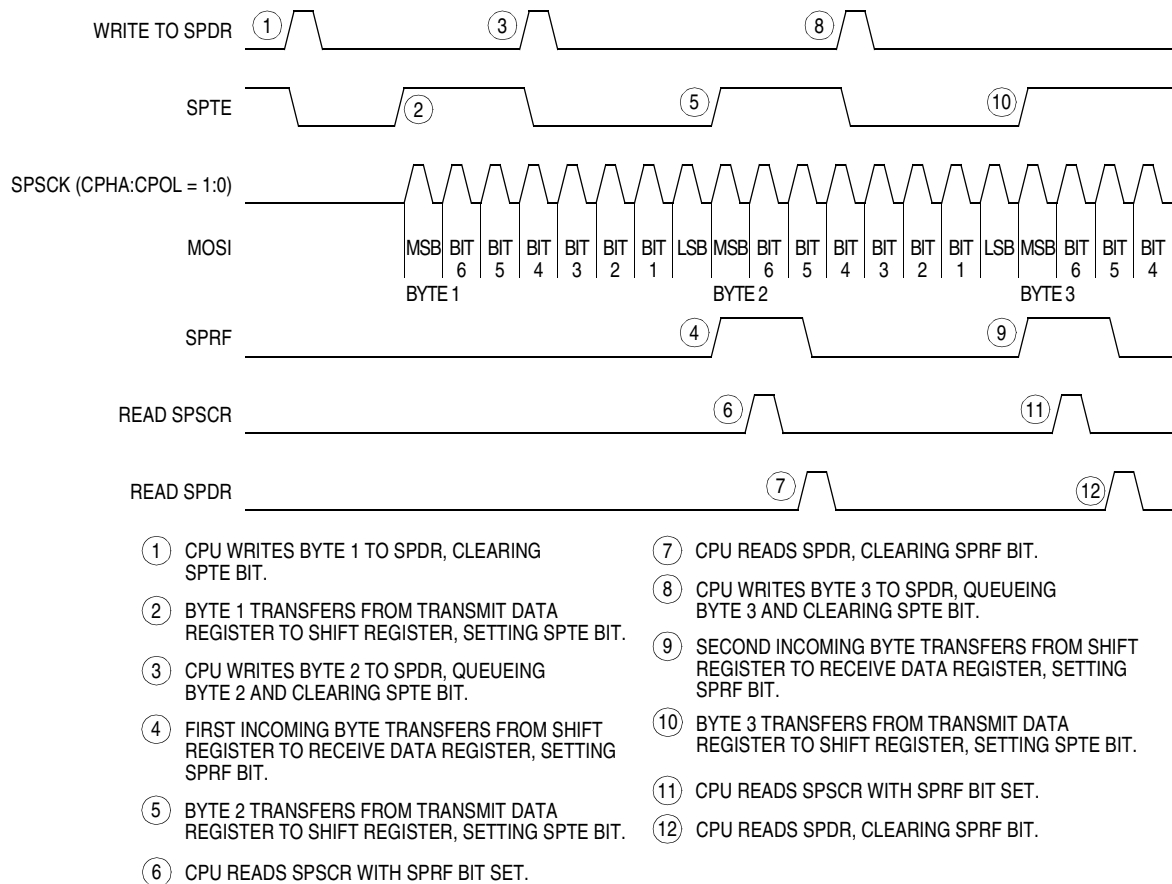 WRITE TO SPDR
1
3
8
SPTE
2
5
10
SPSCK (CPHA:CPOL = 1:0)
MOSI
MSB BIT 6 BIT 5 BIT 4 BIT 3 BIT 2 BIT 1 LSB MSB BIT 6 BIT 5 BIT 4 BIT 3 BIT 2 BIT 1 LSB MSB BIT 6 BIT 5 BIT 4
BYTE 1 BYTE 2 BYTE 3
SPRF
4
9
READ SPSCR
6
11
READ SPDR
7
12
1 CPU WRITES BYTE 1 TO SPDR, CLEARING
SPTE BIT.
2 BYTE 1 TRANSFERS FROM TRANSMIT DATA
REGISTER TO SHIFT REGISTER, SETTING SPTE BIT.
3 CPU WRITES BYTE 2 TO SPDR, QUEUEING
BYTE 2 AND CLEARING SPTE BIT.
4 FIRST INCOMING BYTE TRANSFERS FROM SHIFT
REGISTER TO RECEIVE DATA REGISTER, SETTING
SPRF BIT.
5 BYTE 2 TRANSFERS FROM TRANSMIT DATA
REGISTER TO SHIFT REGISTER, SETTING SPTE BIT.
6 CPU READS SPSCR WITH SPRF BIT SET.
7 CPU READS SPDR, CLEARING SPRF BIT.
8 CPU WRITES BYTE 3 TO SPDR, QUEUEING
BYTE 3 AND CLEARING SPTE BIT.
9 SECOND INCOMING BYTE TRANSFERS FROM SHIFT
REGISTER TO RECEIVE DATA REGISTER, SETTING
SPRF BIT.
10 BYTE 3 TRANSFERS FROM TRANSMIT DATA
REGISTER TO SHIFT REGISTER, SETTING SPTE BIT.
11 CPU READS SPSCR WITH SPRF BIT SET.
12 CPU READS SPDR, CLEARING SPRF BIT.